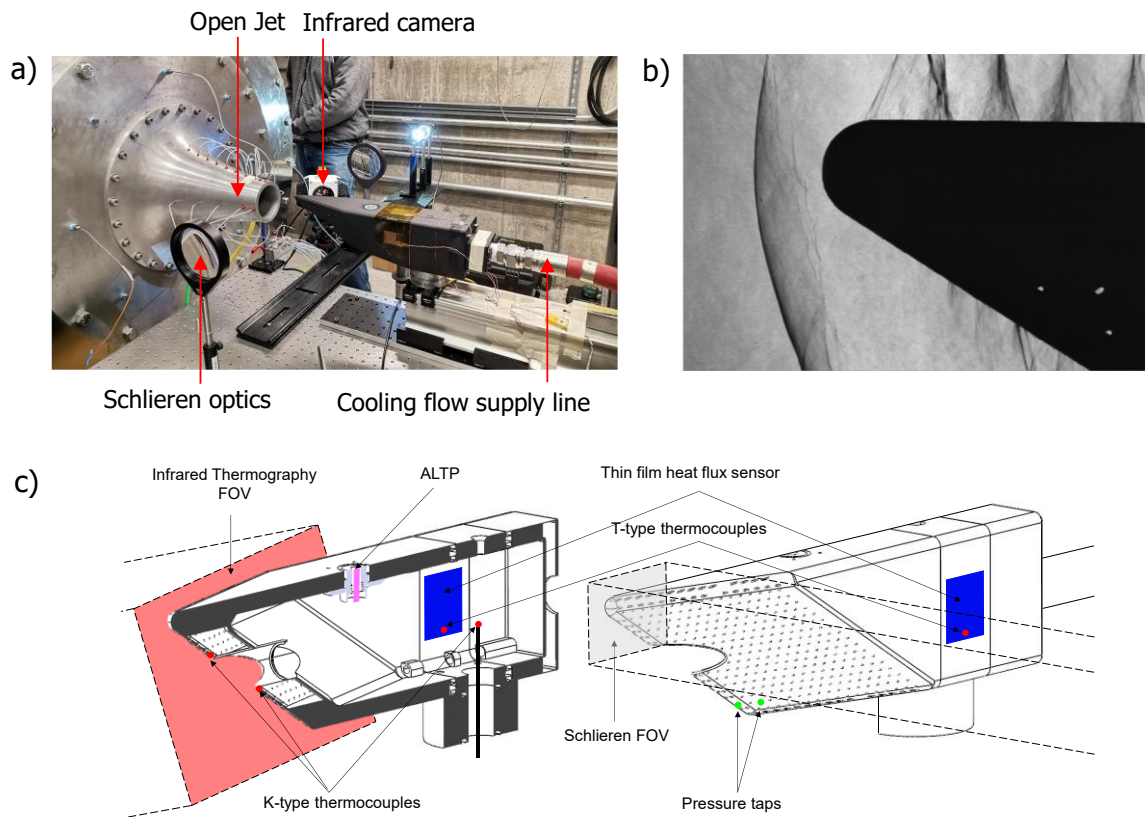 Open Jet
Infrared camera
a)
b)
Schlieren optics
Cooling flow supply line
c)
Infrared Thermography
FOV
ALTP
Thin film heat flux sensor
T-type thermocouples
Schlieren FOV
K-type thermocouples
Pressure taps